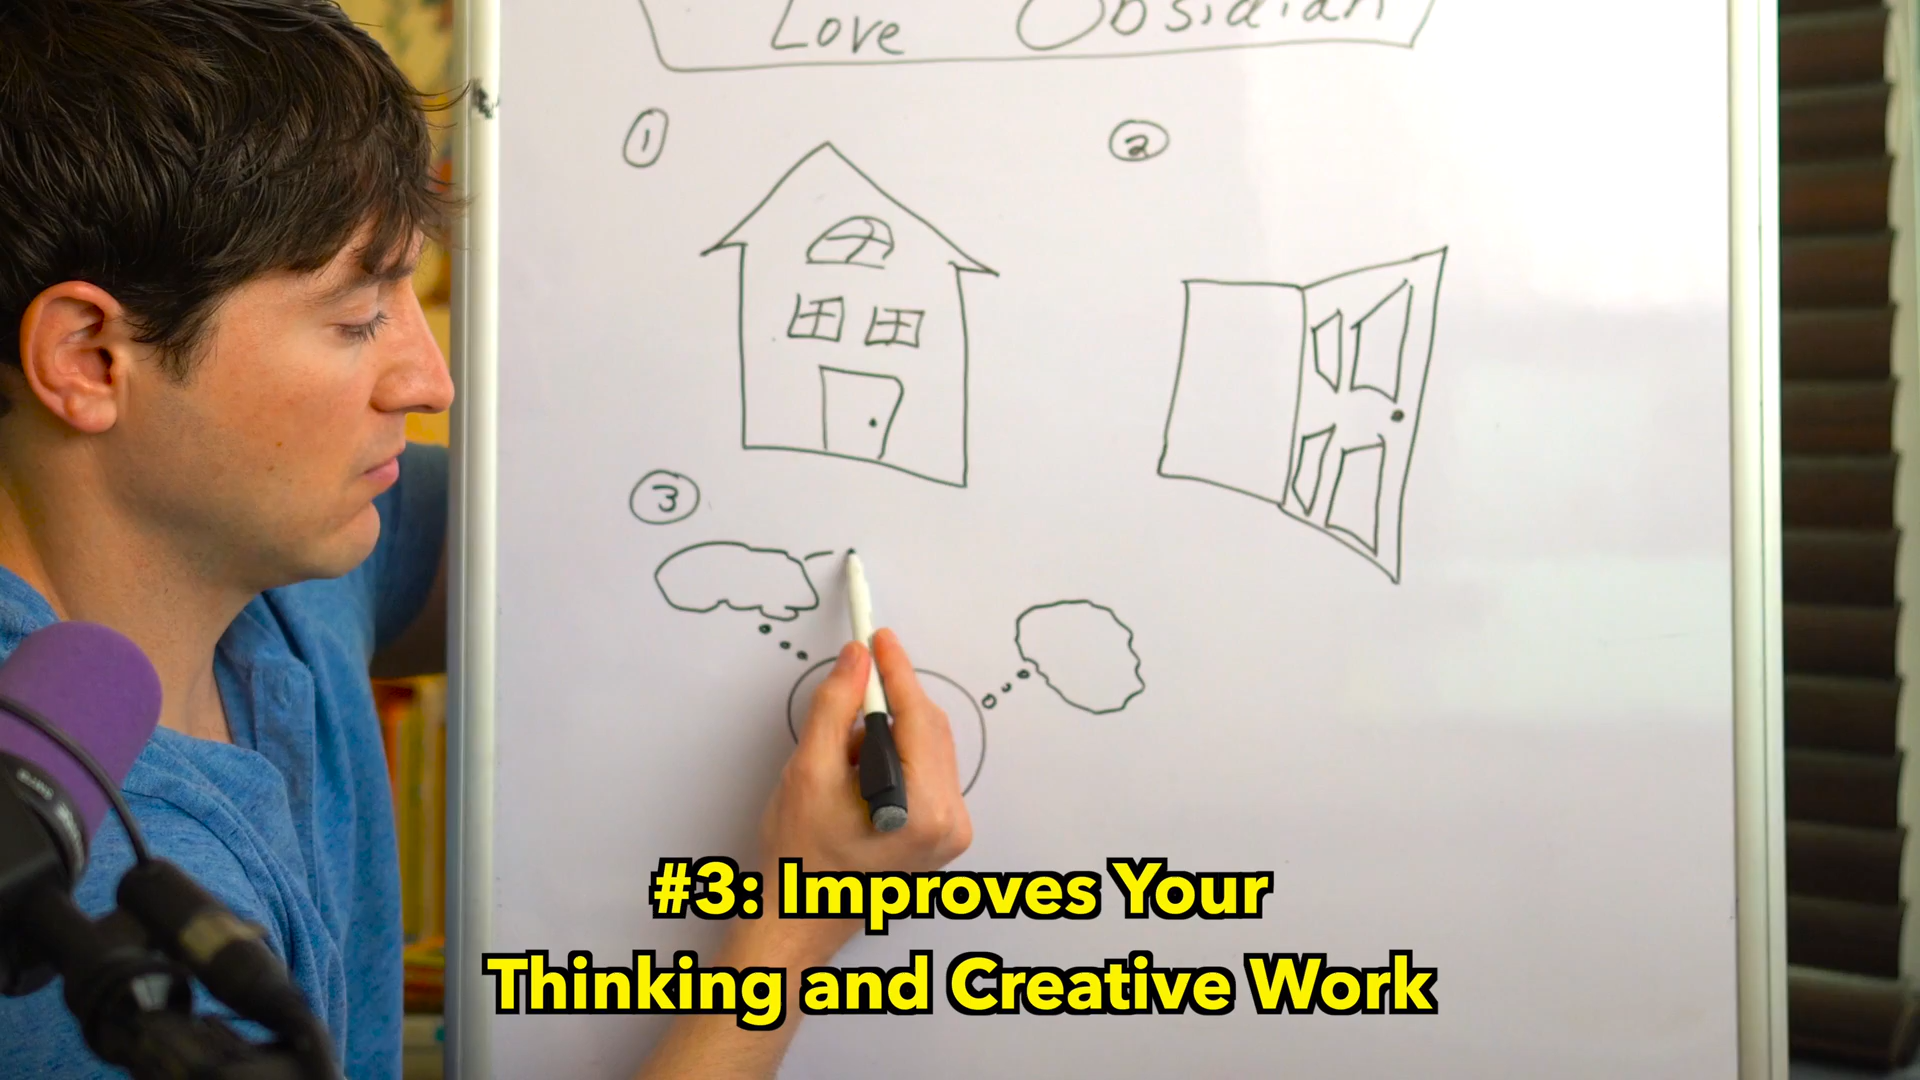 Love Obsidian
1
2
3
#3: Improves Your
Thinking and Creative Work